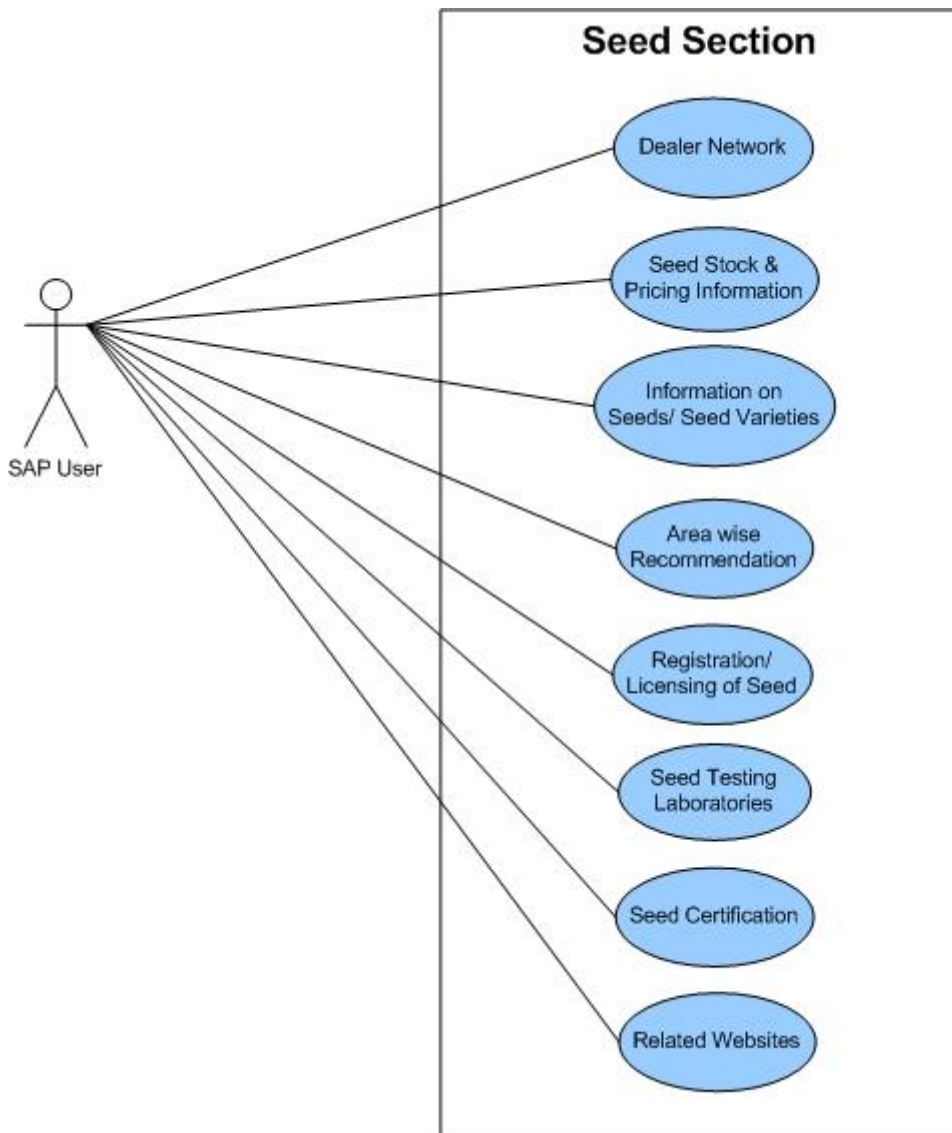 Seed Section
Dealer Network
Seed Stock &
Pricing Information
Information on
Seeds/ Seed Varieties
SAP User
Area wise
Recommendation
Registration/
Licensing of Seed
Seed Testing
Laboratories
Seed Certification
Related Websites